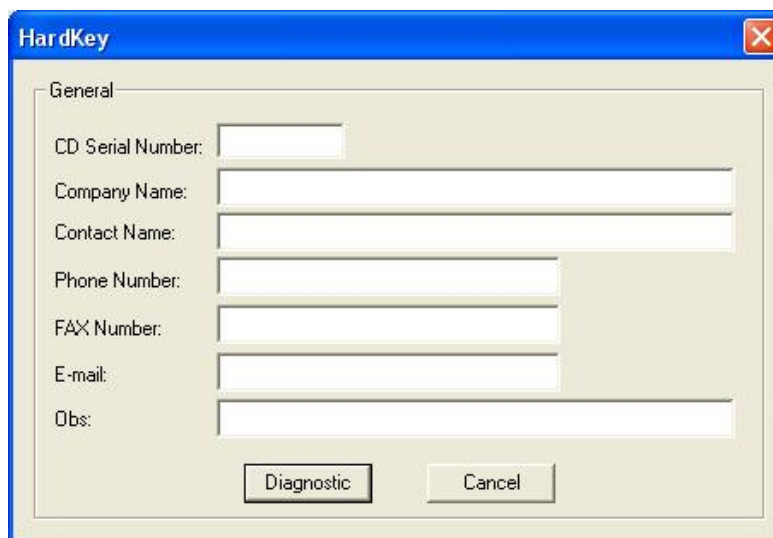 HardKey
General
CD Serial Number:
Company Name:
Contact Name:
Phone Number:
FAX Number:
E-mail:
Obs:
Diagnostic Cancel